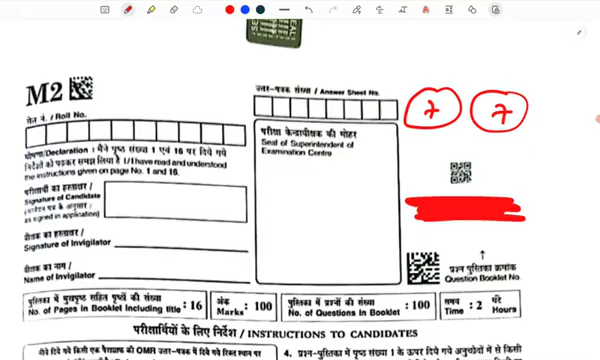 M2
रोल नं. / Roll No.
उत्तर-पत्रक संख्या / Answer Sheet No.
7 7
घोषणा/Declaration : मैंने पृष्ठ संख्या 1 एवं 16 पर दिये गये
निर्देशों को पढ़कर समझ लिया है 1/I have read and understood
the instructions given on page No. 1 and 16.
परीक्षा केन्द्राधीक्षक की मोहर
Seal of Superintendent of
Examination Centre
परीक्षार्थी का हस्ताक्षर /
Signature of Candidate
(आवेदन पत्र के अनुसार /
as signed in application)
वीक्षक का हस्ताक्षर /
Signature of Invigilator
वीक्षक का नाम /
Name of Invigilator
प्रश्न पुस्तिका क्रमांक
Question Booklet No.
पुस्तिका में मुखपृष्ठ सहित पृष्ठों की संख्या
No. of Pages in Booklet Including title : 16
अंक
Marks : 100
पुस्तिका में प्रश्नों की संख्या
No. of Questions in Booklet : 100
समय घंटे
Time : 2 Hours
परीक्षार्थियों के लिए निर्देश / INSTRUCTIONS TO CANDIDATES
4. प्रश्न-पुस्तिका में पृष्ठ संख्या 1 के ऊपर दिये गये अनुच्छेदों में से किसी